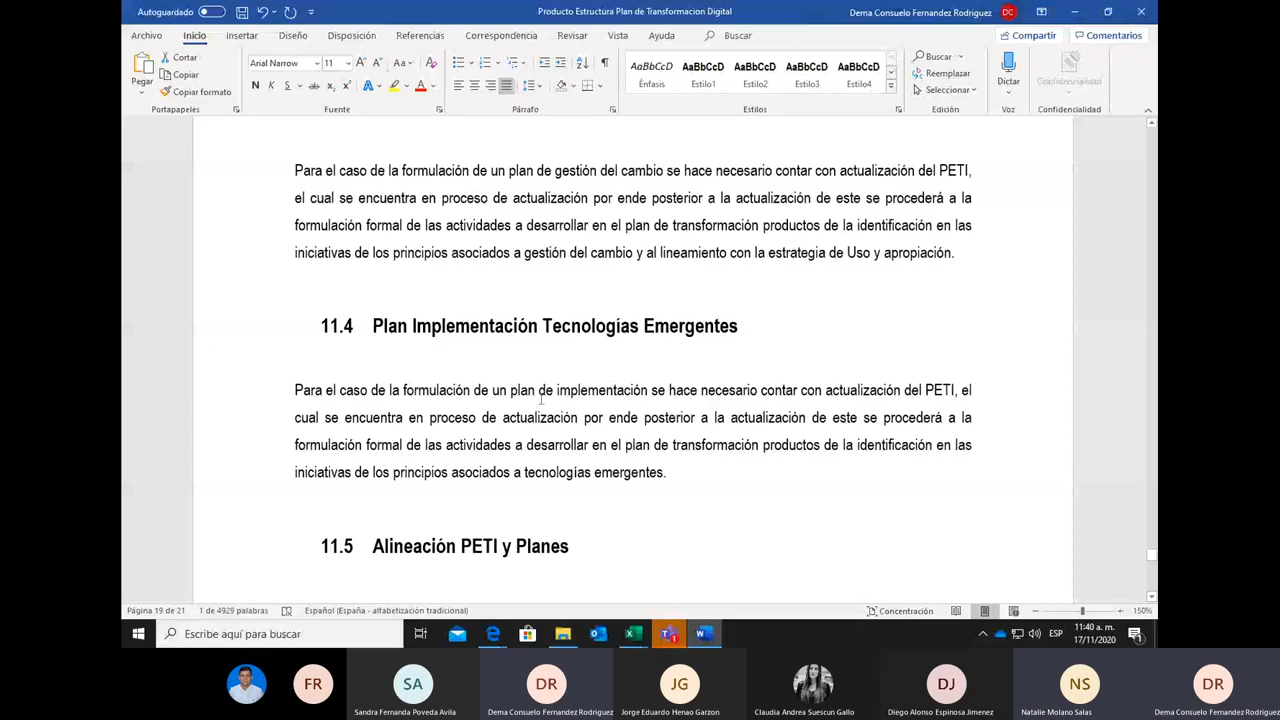 Autoguardado
Producto Estructura Plan de Transformacion Digital
Dema Consuelo Fernandez Rodriguez
DC
Archivo Inicio Insertar Diseño Disposición Referencias Correspondencia Revisar Vista Ayuda Buscar
Compartir Comentarios
Pegar
Cortar
Copiar
Copiar formato
Portapapeles
Arial Narrow 11
Fuente
Párrafo
AaBbCcD AaBbCcD AaBbCcD AaBbCcD AaBbCcD
Énfasis Estilo1 Estilo2 Estilo3 Estilo4
Estilos
Buscar
Reemplazar
Seleccionar
Edición
Dictar
Voz
Confidencialidad
Confidencialidad
Para el caso de la formulación de un plan de gestión del cambio se hace necesario contar con actualización del PETI,
el cual se encuentra en proceso de actualización por ende posterior a la actualización de este se procederá a la
formulación formal de las actividades a desarrollar en el plan de transformación productos de la identificación en las
iniciativas de los principios asociados a gestión del cambio y al lineamiento con la estrategia de Uso y apropiación.
11.4 Plan Implementación Tecnologías Emergentes
Para el caso de la formulación de un plan de implementación se hace necesario contar con actualización del PETI, el
cual se encuentra en proceso de actualización por ende posterior a la actualización de este se procederá a la
formulación formal de las actividades a desarrollar en el plan de transformación productos de la identificación en las
iniciativas de los principios asociados a tecnologías emergentes.
11.5 Alineación PETI y Planes
Página 19 de 21 1 de 4929 palabras Español (España - alfabetización tradicional) Concentración 150%
Escribe aquí para buscar
ESP
11:40 a. m.
17/11/2020
FR SA DR JG DJ NS DR
Sandra Fernanda Poveda Avila Dema Consuelo Fernandez Rodriguez Jorge Eduardo Henao Garzon Claudia Andrea Suescun Gallo Diego Alonso Espinosa Jimenez Natalie Molano Salas Dema Consuelo Fernandez Rodriguez